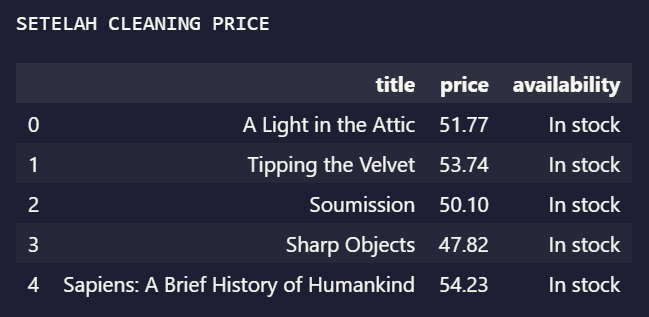 SETELAH CLEANING PRICE
title price availability
0 A Light in the Attic 51.77 In stock
1 Tipping the Velvet 53.74 In stock
2 Soumission 50.10 In stock
3 Sharp Objects 47.82 In stock
4 Sapiens: A Brief History of Humankind 54.23 In stock